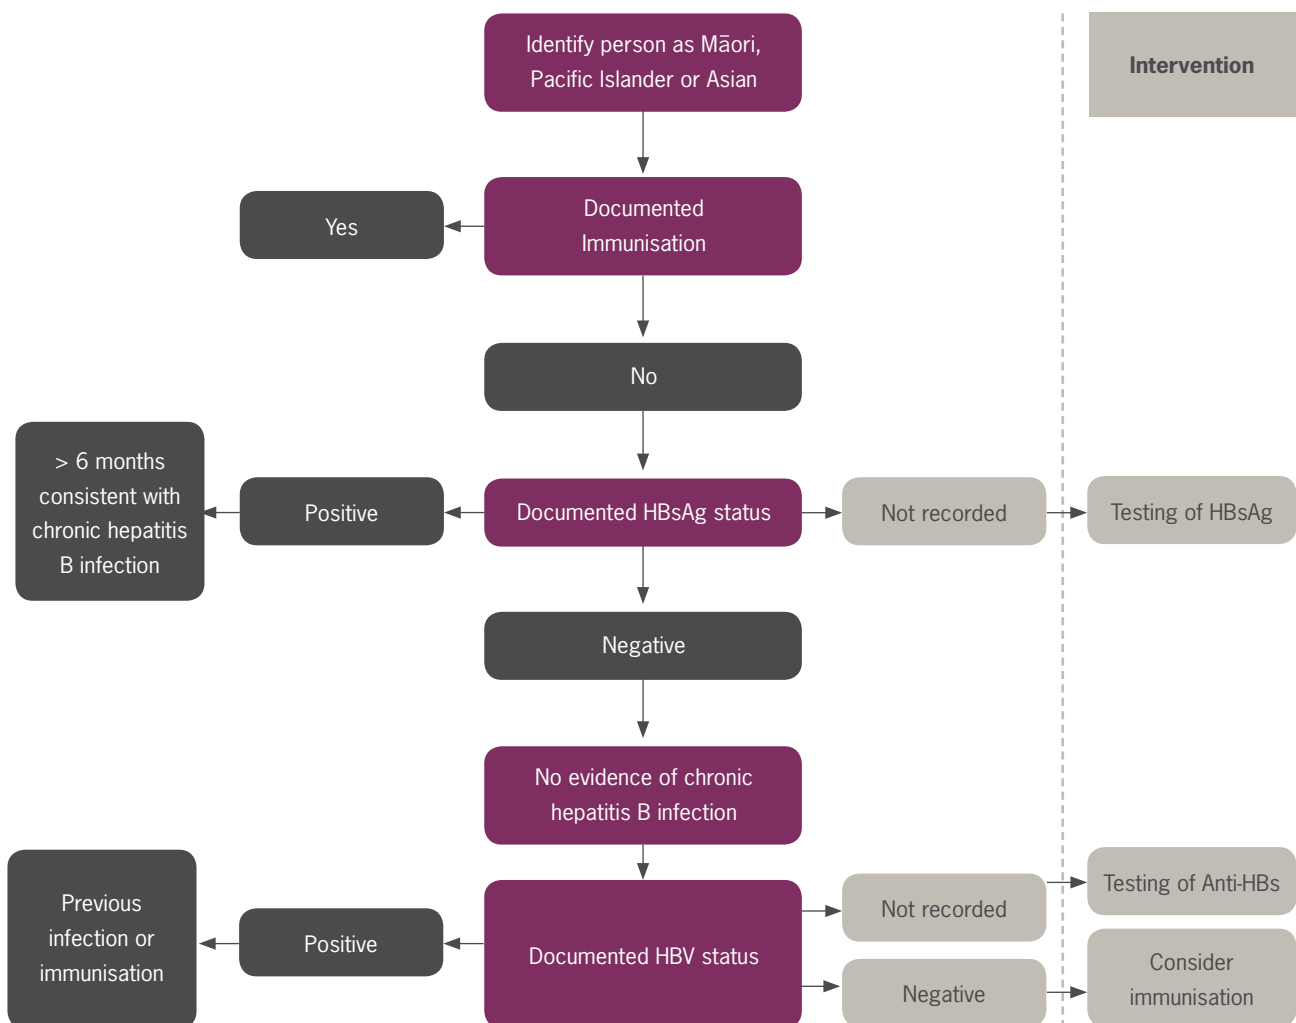 Identify person as Māori,
Pacific Islander or Asian
Intervention
Yes
Documented
Immunisation
No
> 6 months
consistent with
chronic hepatitis
B infection
Positive
Documented HBsAg status
Not recorded
Testing of HBsAg
Negative
No evidence of chronic
hepatitis B infection
Previous
infection or
immunisation
Positive
Documented HBV status
Not recorded
Testing of Anti-HBs
Negative
Consider
immunisation